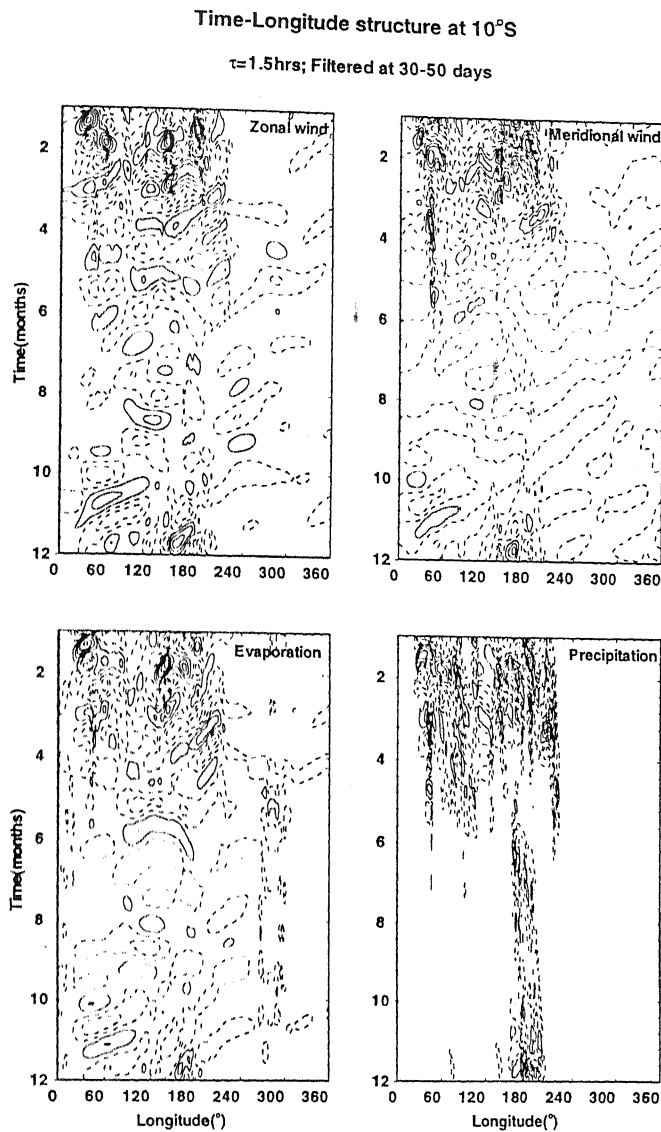 Time-Longitude structure at 10°S
τ=1.5hrs; Filtered at 30-50 days
Zonal wind
Meridional wind
2
4
6
8
10
12
2
4
6
8
10
12
Time(months)
0 60 120 180 240 300 360
0 60 120 180 240 300 360
Evaporation
Precipitation
2
4
6
8
10
12
2
4
6
8
10
12
Time(months)
0 60 120 180 240 300 360
0 60 120 180 240 300 360
Longitude(°)
Longitude(°)